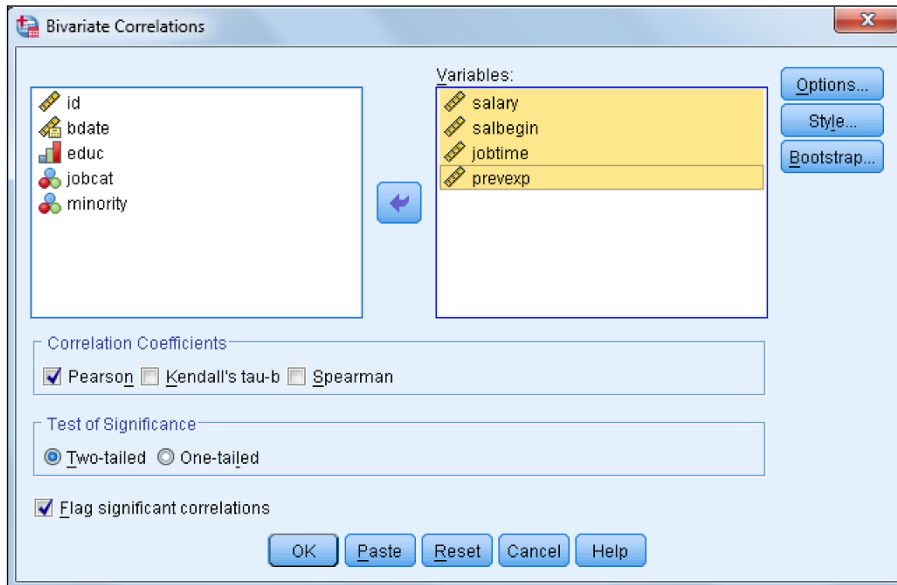 Bivariate Correlations
Variables:
id
bdate
educ
jobcat
minority
salary
salbegin
jobtime
prevexp
Options...
Style...
Bootstrap...
Correlation Coefficients
Pearson Kendall's tau-b Spearman
Test of Significance
Two-tailed One-tailed
Flag significant correlations
OK Paste Reset Cancel Help